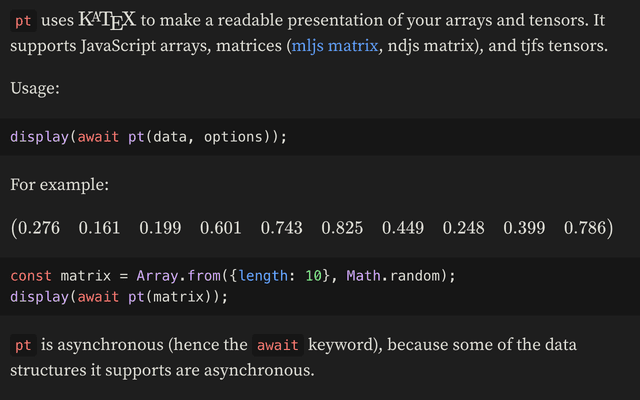 pt uses KATEX to make a readable presentation of your arrays and tensors. It
supports JavaScript arrays, matrices (mljs matrix, ndjs matrix), and tjfs tensors.
Usage:
display(await pt(data, options));
For example:
(0.276 0.161 0.199 0.601 0.743 0.825 0.449 0.248 0.399 0.786)
const matrix = Array.from({length: 10}, Math.random);
display(await pt(matrix));
pt is asynchronous (hence the await keyword), because some of the data
structures it supports are asynchronous.